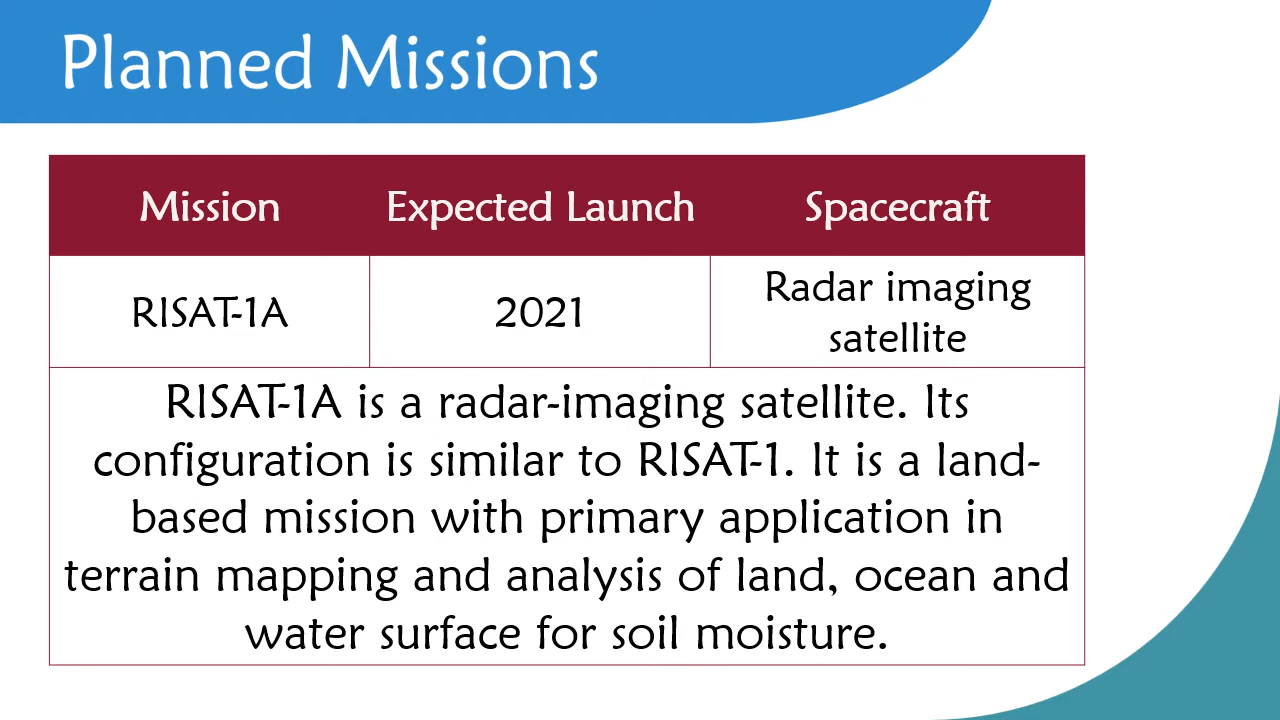 Planned Missions
Mission Expected Launch Spacecraft
RISAT-1A 2021 Radar imaging satellite
RISAT-1A is a radar-imaging satellite. Its
configuration is similar to RISAT-1. It is a land-
based mission with primary application in
terrain mapping and analysis of land, ocean and
water surface for soil moisture.